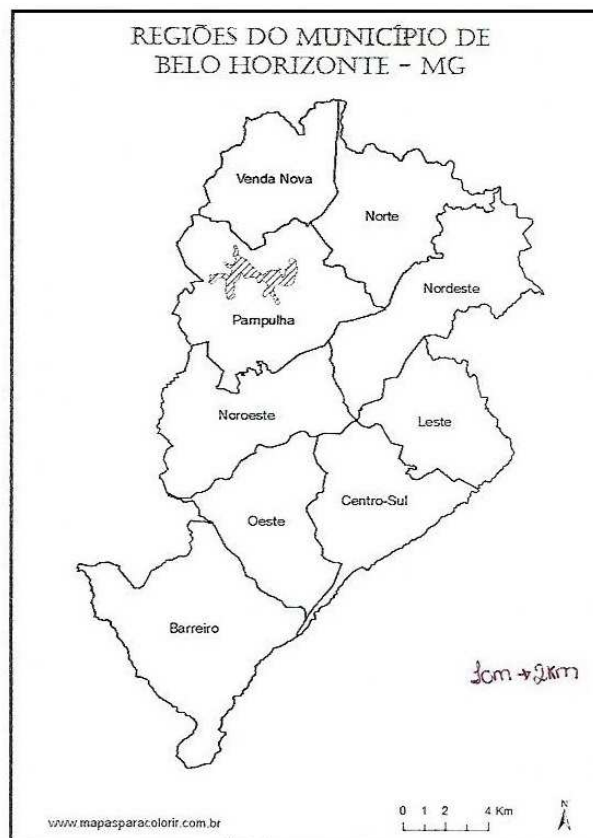 REGIÕES DO MUNICÍPIO DE
BELO HORIZONTE - MG
Venda Nova
Norte
Nordeste
Pampulha
Noroeste
Leste
Centro-Sul
Oeste
Barreiro
1cm → 2Km
www.mapasparacolorir.com.br
0 1 2 4 Km
N